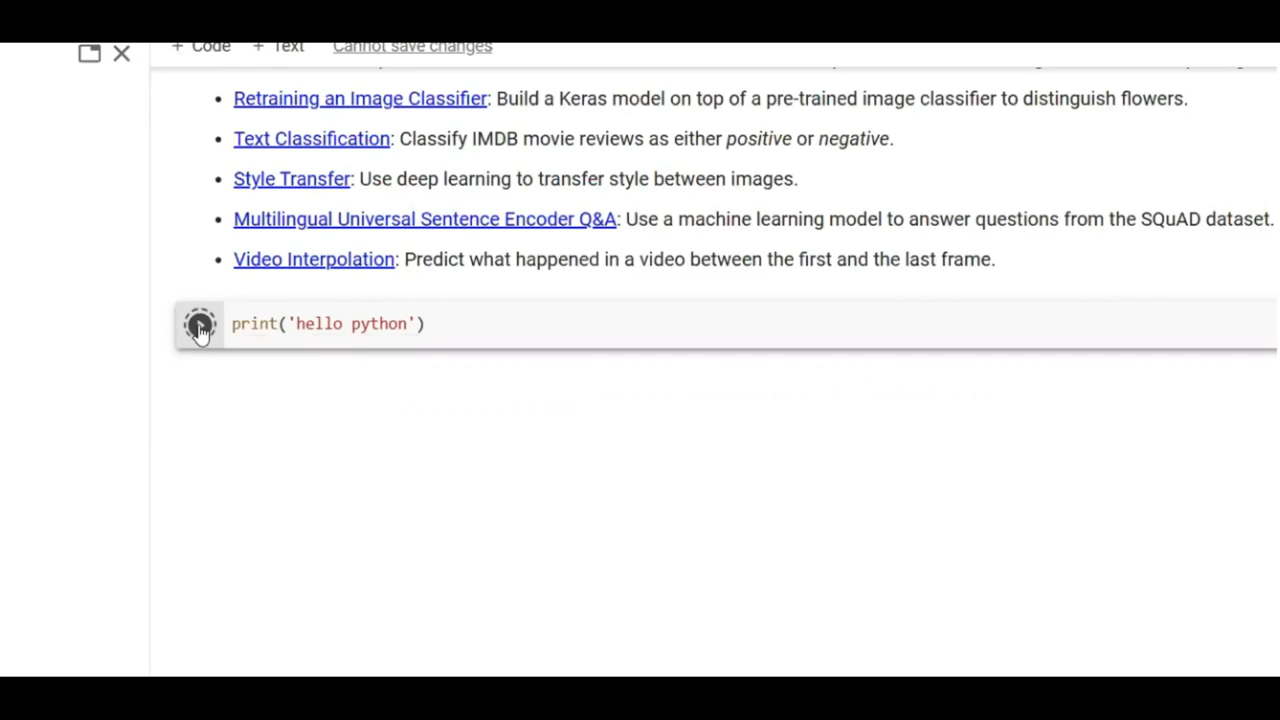 + Code + Text Cannot save changes
• Retraining an Image Classifier: Build a Keras model on top of a pre-trained image classifier to distinguish flowers.
• Text Classification: Classify IMDB movie reviews as either positive or negative.
• Style Transfer: Use deep learning to transfer style between images.
• Multilingual Universal Sentence Encoder Q&A: Use a machine learning model to answer questions from the SQuAD dataset.
• Video Interpolation: Predict what happened in a video between the first and the last frame.
print('hello python')